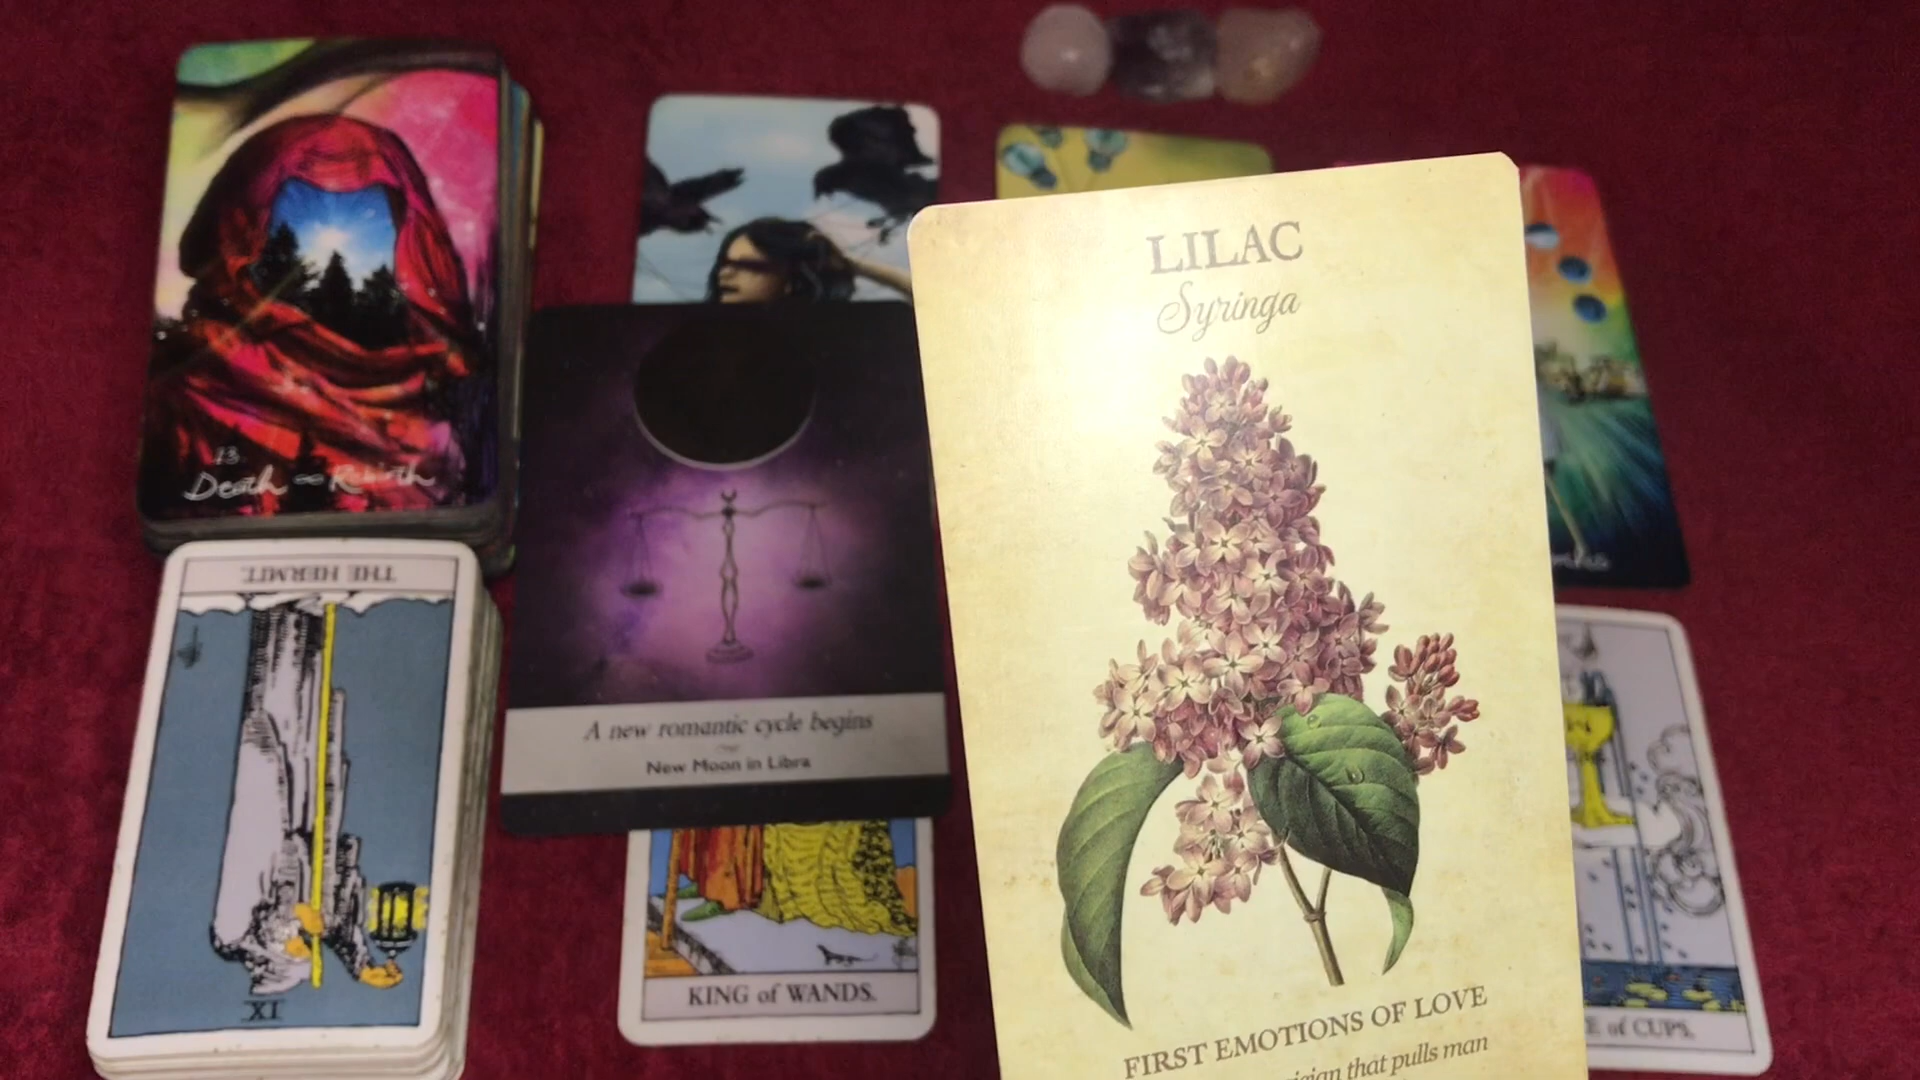 13
Death ∞ Rebirth
THE HERMIT.
IX
A new romantic cycle begins
New Moon in Libra
KING of WANDS.
LILAC
Syringa
FIRST EMOTIONS OF LOVE
that pulls man
of CUPS.